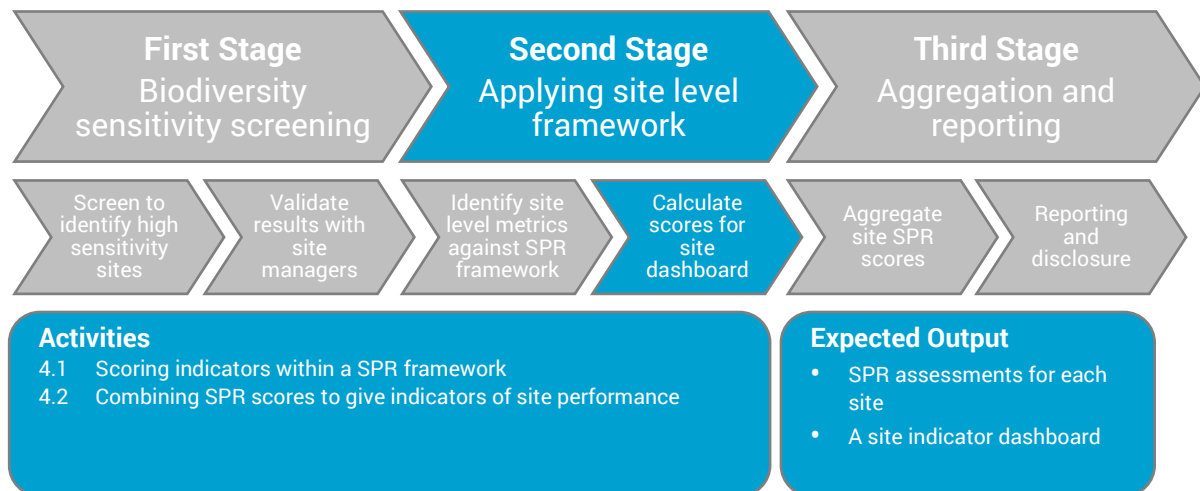 First Stage
Biodiversity
sensitivity screening
Second Stage
Applying site level
framework
Third Stage
Aggregation and
reporting
Screen to
identify high
sensitivity
sites
Validate
results with
site
managers
Identify site
level metrics
against SPR
framework
Calculate
scores for
site
dashboard
Aggregate
site SPR
scores
Reporting
and
disclosure
Activities
4.1 Scoring indicators within a SPR framework
4.2 Combining SPR scores to give indicators of site performance
Expected Output
• SPR assessments for each
site
• A site indicator dashboard